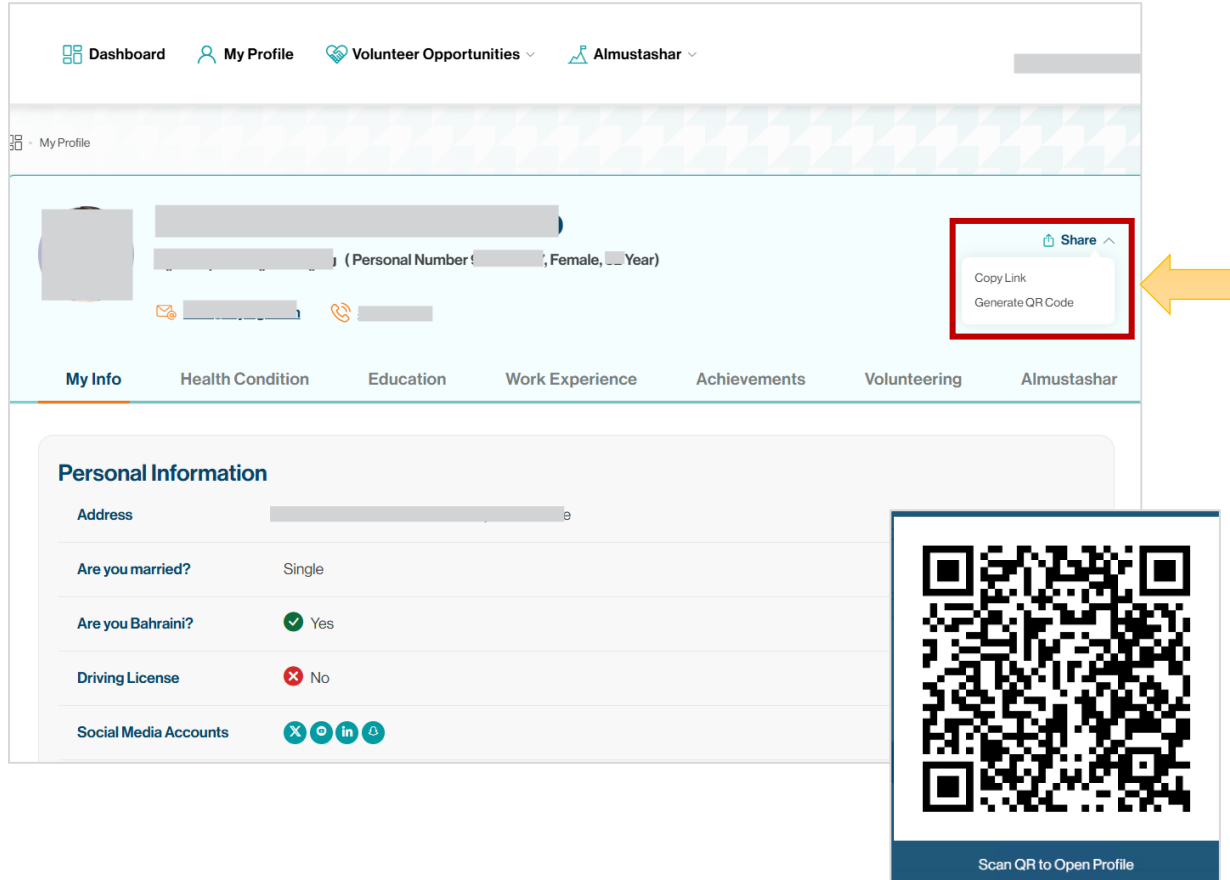 Dashboard My Profile Volunteer Opportunities Almustashar
My Profile
( Personal Number 9 , Female, Year)
Share
Copy Link
Generate QR Code
My Info Health Condition Education Work Experience Achievements Volunteering Almustashar
Personal Information
Address
Are you married? Single
Are you Bahraini? Yes
Driving License No
Social Media Accounts
Scan QR to Open Profile